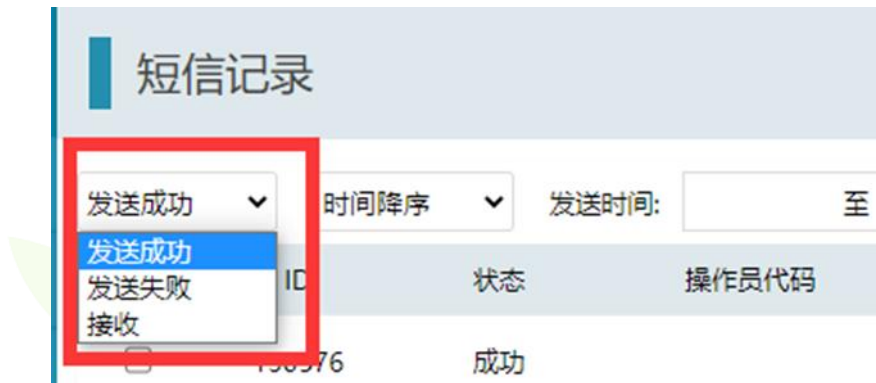 短信记录
发送成功 时间降序 发送时间: 至
发送成功
发送失败
接收
ID 状态 操作员代码
成功